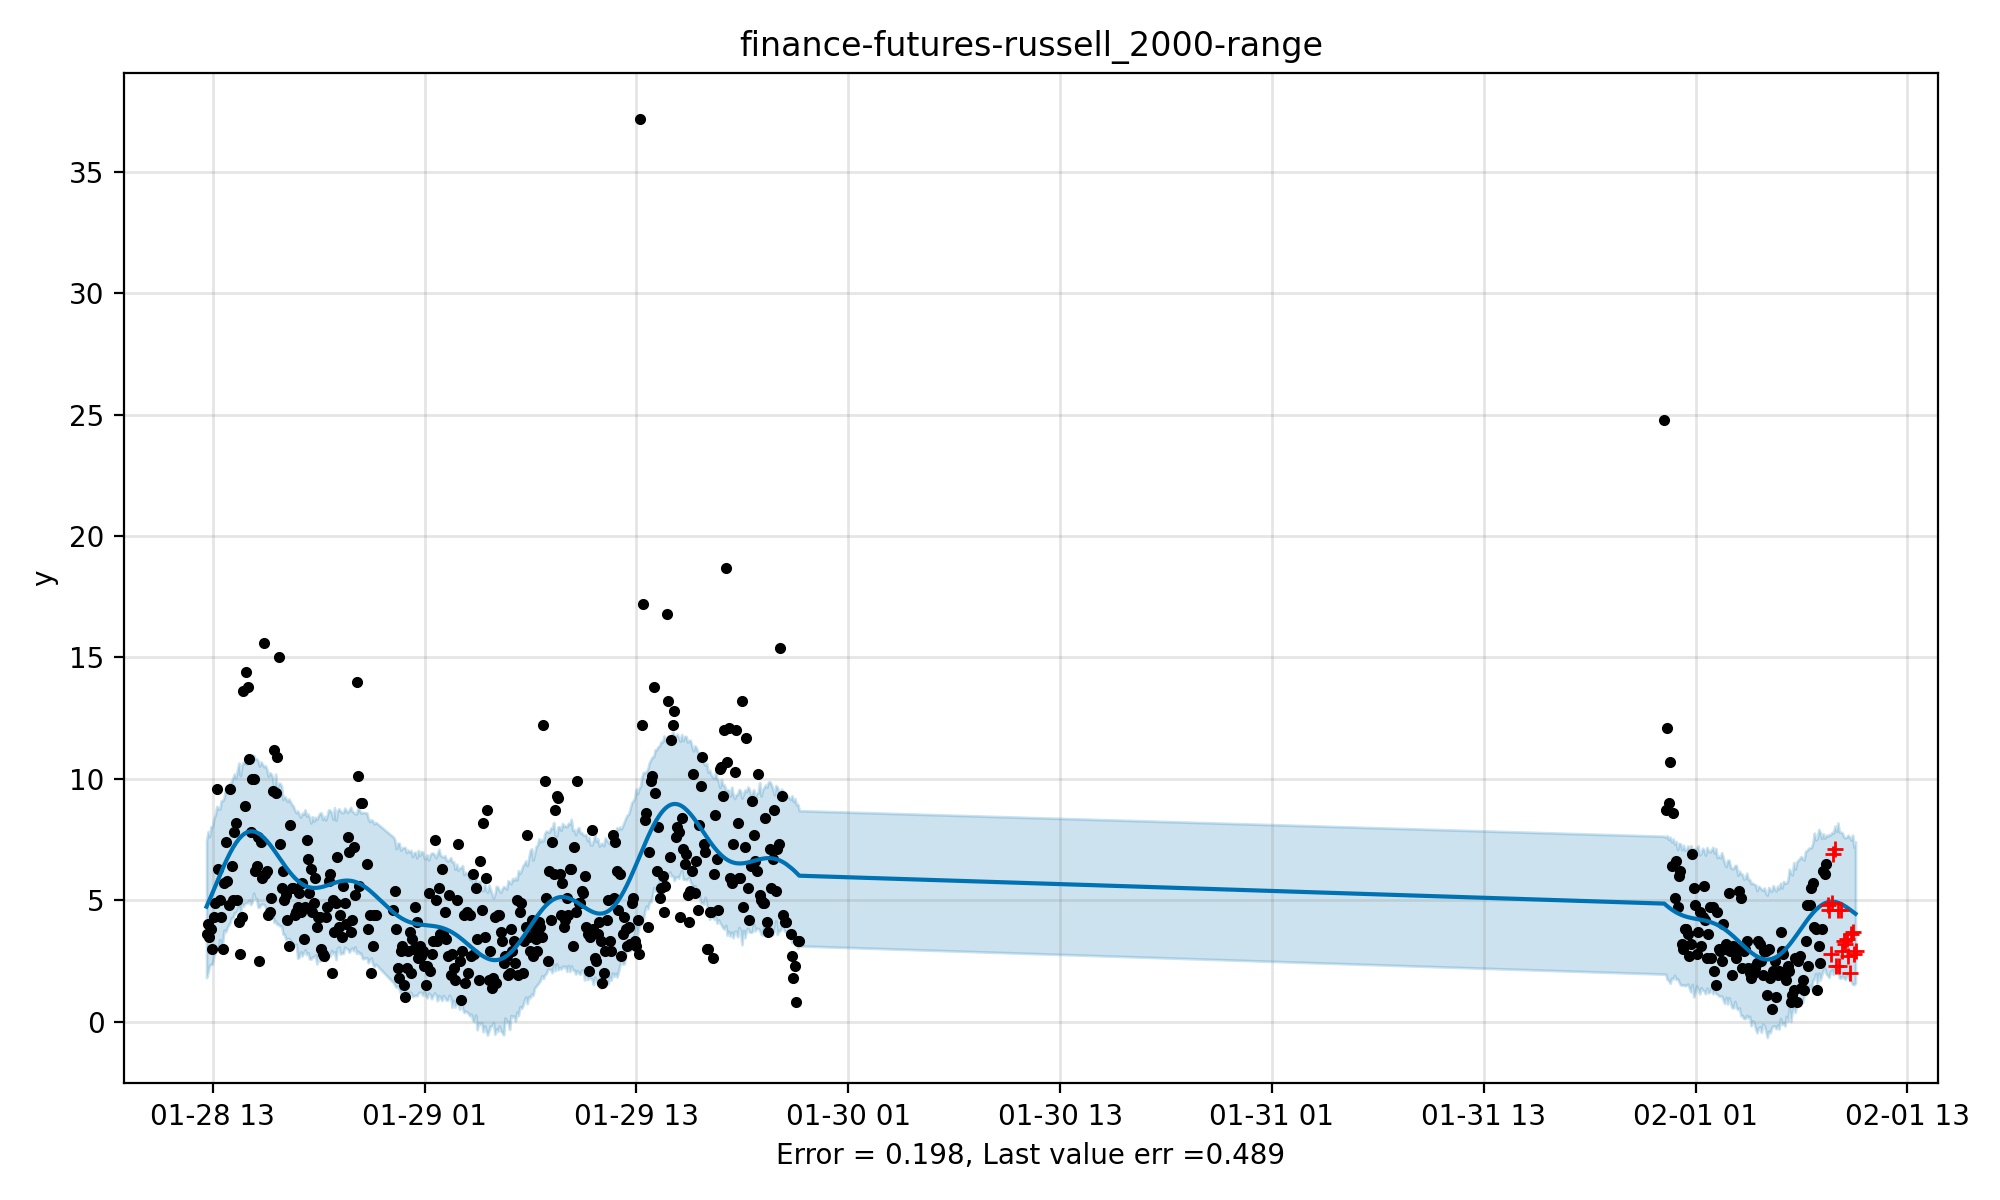 finance-futures-russell_2000-range
35
30
25
20
15
10
5
0
y
01-28 13 01-29 01 01-29 13 01-30 01 01-30 13 01-31 01 01-31 13 02-01 01 02-01 13
Error = 0.198, Last value err =0.489